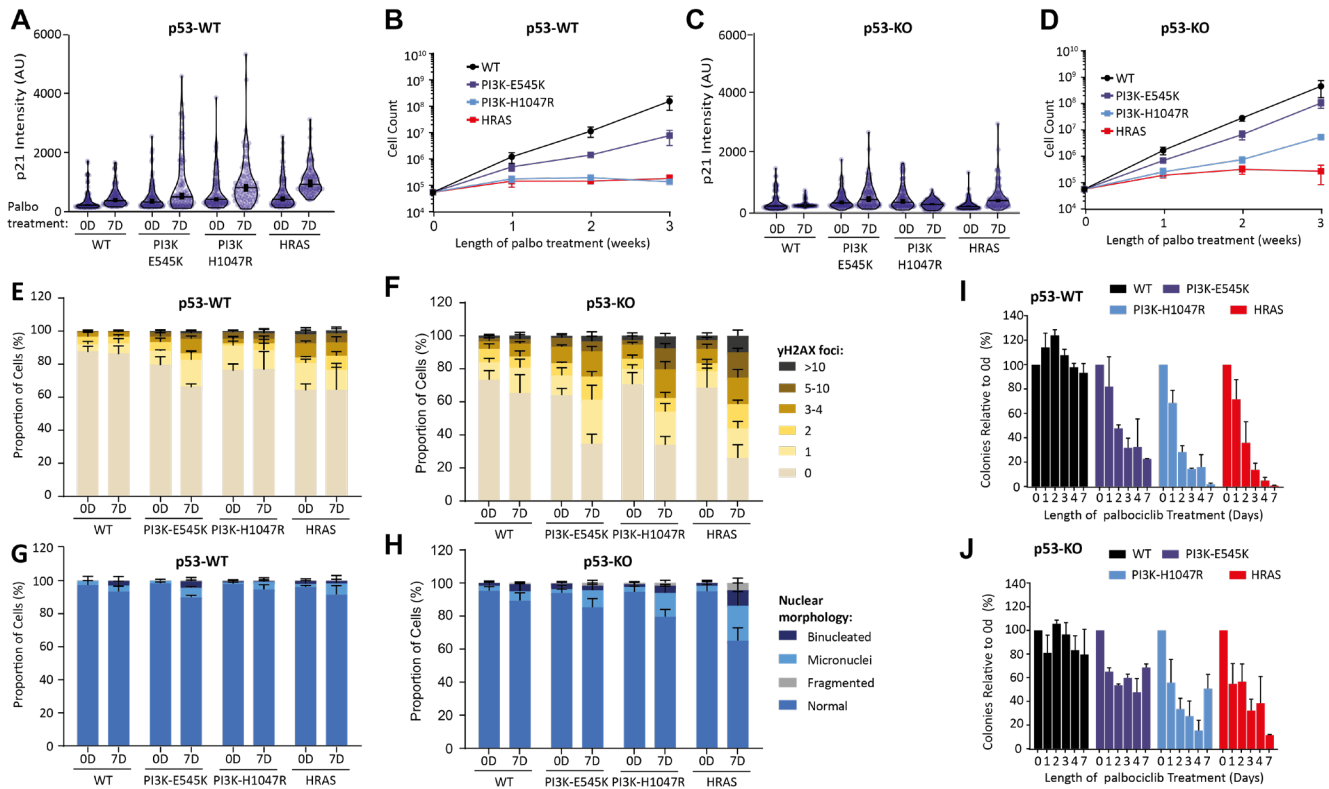 A
p53-WT
p21 Intensity (AU)
6000
4000
2000
0
Palbo
treatment:
0D 7D 0D 7D 0D 7D 0D 7D
WT PI3K E545K PI3K H1047R HRAS
B
p53-WT
Cell Count
10^10
10^9
10^8
10^7
10^6
10^5
10^4
WT
PI3K-E545K
PI3K-H1047R
HRAS
0 1 2 3
Length of palbo treatment (weeks)
C
p53-KO
p21 Intensity (AU)
6000
4000
2000
0
0D 7D 0D 7D 0D 7D 0D 7D
WT PI3K E545K PI3K H1047R HRAS
D
p53-KO
Cell Count
10^10
10^9
10^8
10^7
10^6
10^5
10^4
WT
PI3K-E545K
PI3K-H1047R
HRAS
0 1 2 3
Length of palbo treatment (weeks)
E
p53-WT
Proportion of Cells (%)
120
100
80
60
40
20
0
0D 7D 0D 7D 0D 7D 0D 7D
WT PI3K-E545K PI3K-H1047R HRAS
F
p53-KO
Proportion of Cells (%)
120
100
80
60
40
20
0
0D 7D 0D 7D 0D 7D 0D 7D
WT PI3K-E545K PI3K-H1047R HRAS
γH2AX foci:
>10
5-10
3-4
2
1
0
G
p53-WT
Proportion of Cells (%)
120
100
80
60
40
20
0
0D 7D 0D 7D 0D 7D 0D 7D
WT PI3K-E545K PI3K-H1047R HRAS
H
p53-KO
Proportion of Cells (%)
120
100
80
60
40
20
0
0D 7D 0D 7D 0D 7D 0D 7D
WT PI3K-E545K PI3K-H1047R HRAS
Nuclear
morphology:
Binucleated
Micronuclei
Fragmented
Normal
I
p53-WT
WT PI3K-E545K
PI3K-H1047R HRAS
Colonies Relative to 0d (%)
140
120
100
80
60
40
20
0
0 1 2 3 4 7 0 1 2 3 4 7 0 1 2 3 4 7 0 1 2 3 4 7
Length of palbociclib Treatment (Days)
J
p53-KO
WT PI3K-E545K
PI3K-H1047R HRAS
Colonies Relative to 0d (%)
140
120
100
80
60
40
20
0
0 1 2 3 4 7 0 1 2 3 4 7 0 1 2 3 4 7 0 1 2 3 4 7
Length of palbociclib Treatment (Days)